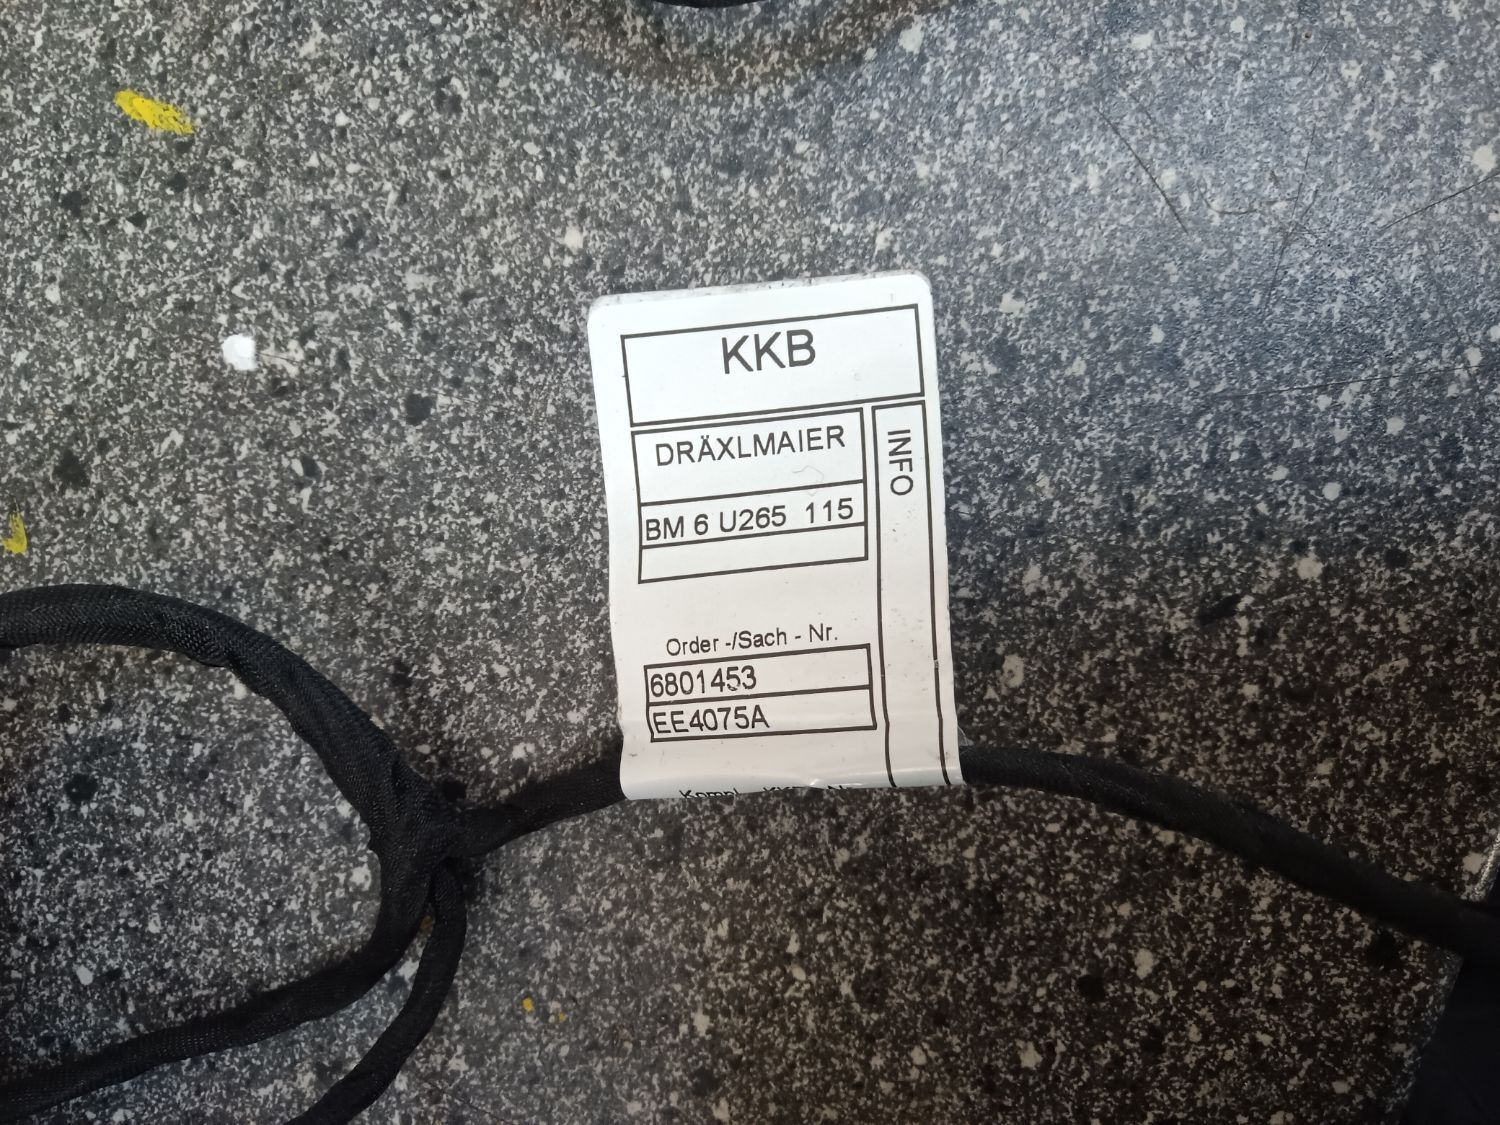 KKB
DRÄXLMAIER
INFO
BM 6 U265 115
Order -/Sach - Nr.
6801453
EE4075A